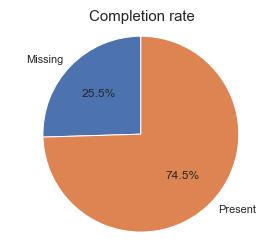 Completion rate
Missing
25.5%
74.5%
Present